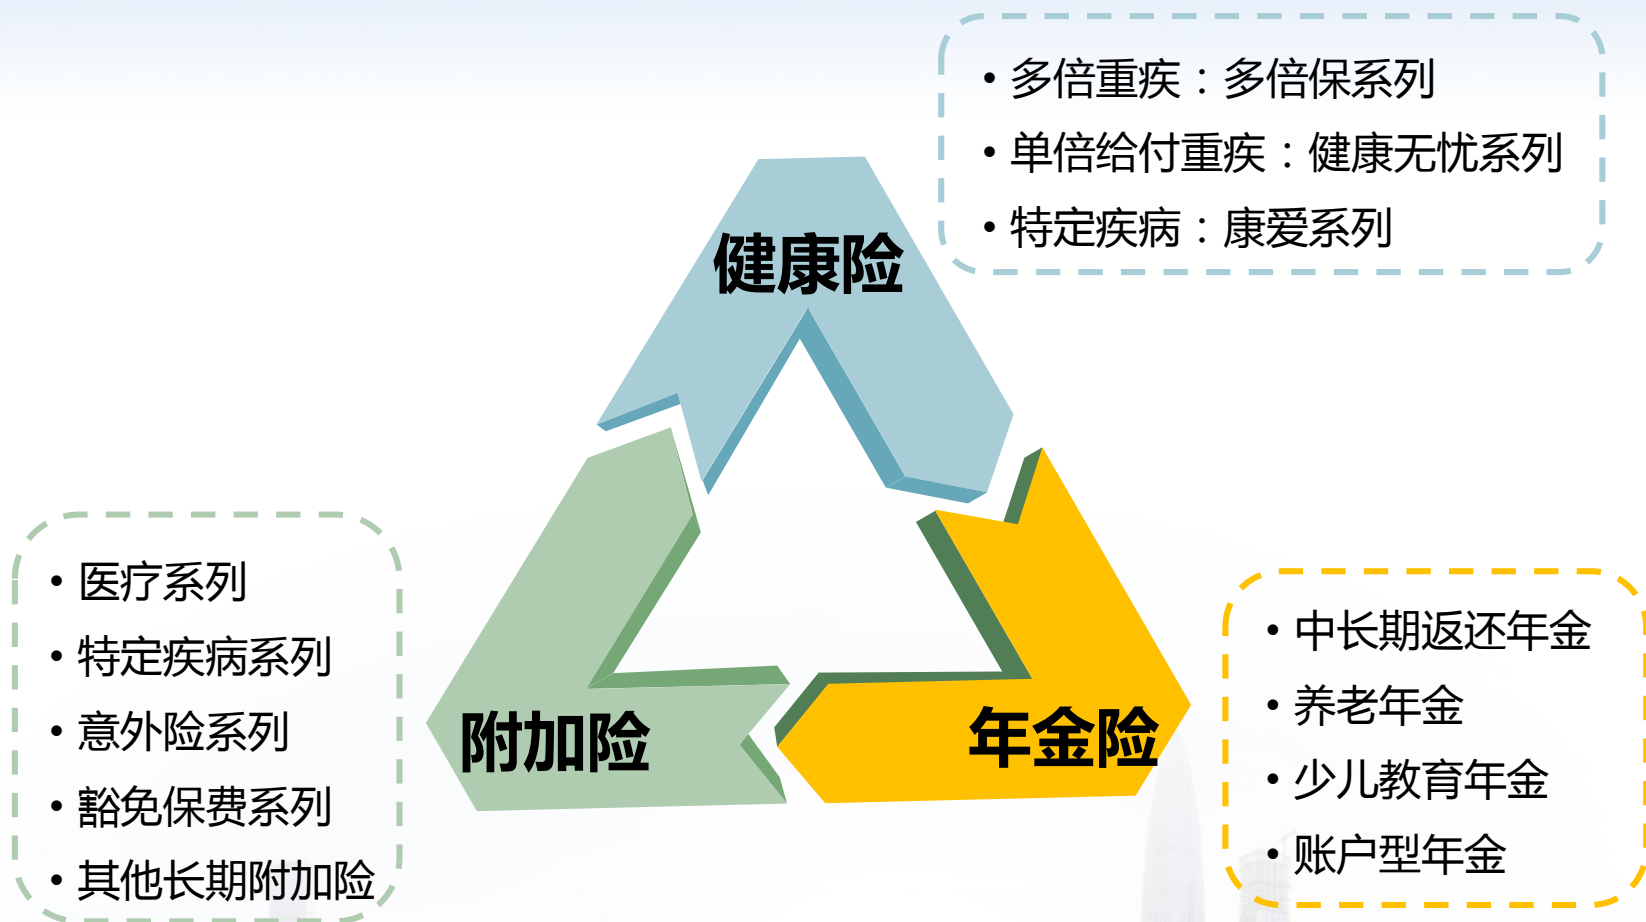 • 多倍重疾：多倍保系列
• 单倍给付重疾：健康无忧系列
• 特定疾病：康爱系列
健康险
附加险
年金险
• 医疗系列
• 特定疾病系列
• 意外险系列
• 豁免保费系列
• 其他长期附加险
• 中长期返还年金
• 养老年金
• 少儿教育年金
• 账户型年金